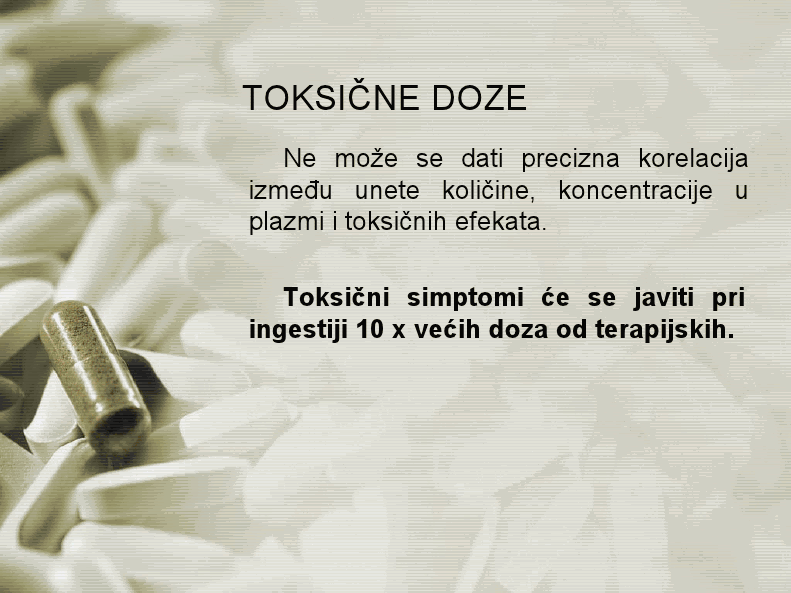 TOKSIČNE DOZE
Ne može se dati precizna korelacija
između unete količine, koncentracije u
plazmi i toksičnih efekata.
Toksični simptomi će se javiti pri
ingestiji 10 x većih doza od terapijskih.